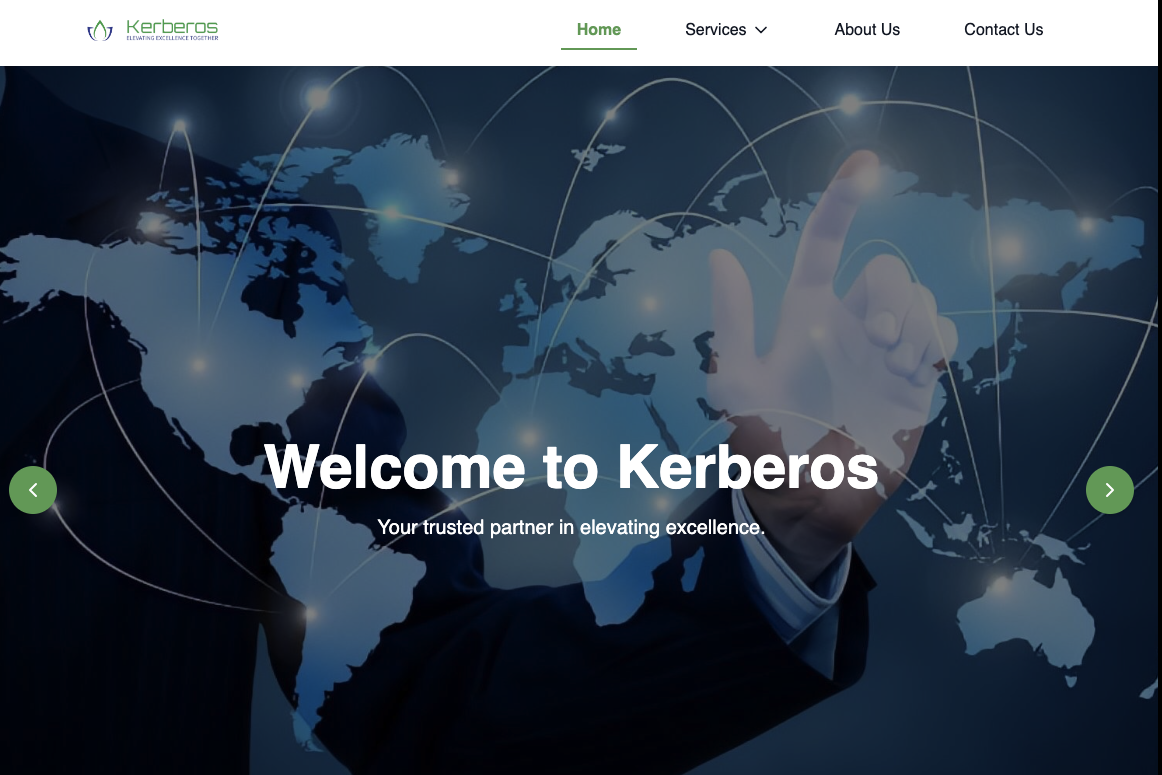 Kerberos
ELEVATING EXCELLENCE TOGETHER
Home
Services
About Us
Contact Us
Welcome to Kerberos
Your trusted partner in elevating excellence.